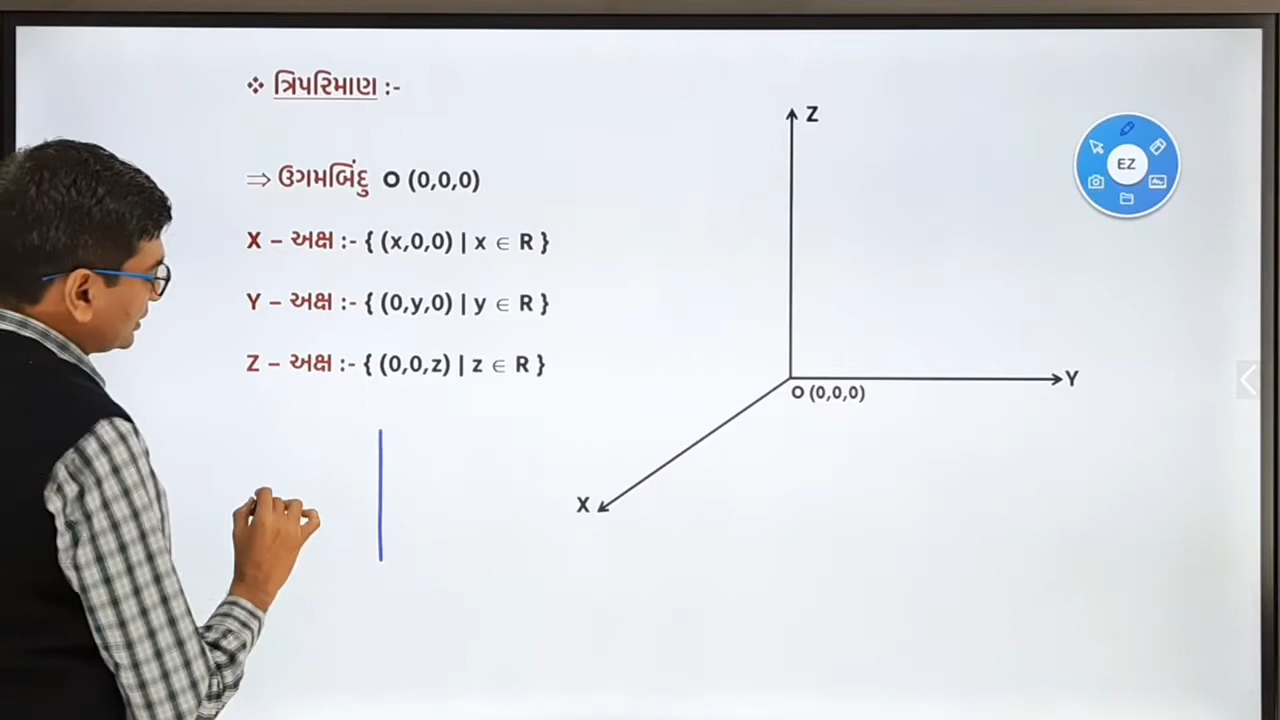 ❖ ત્રિપરિમાણ :-
⇒ ઉગમબિંદુ O (0,0,0)
X – અક્ષ :- { (x,0,0) | x ∈ R }
Y – અક્ષ :- { (0,y,0) | y ∈ R }
Z – અક્ષ :- { (0,0,z) | z ∈ R }
Z
EZ
Y
O (0,0,0)
X